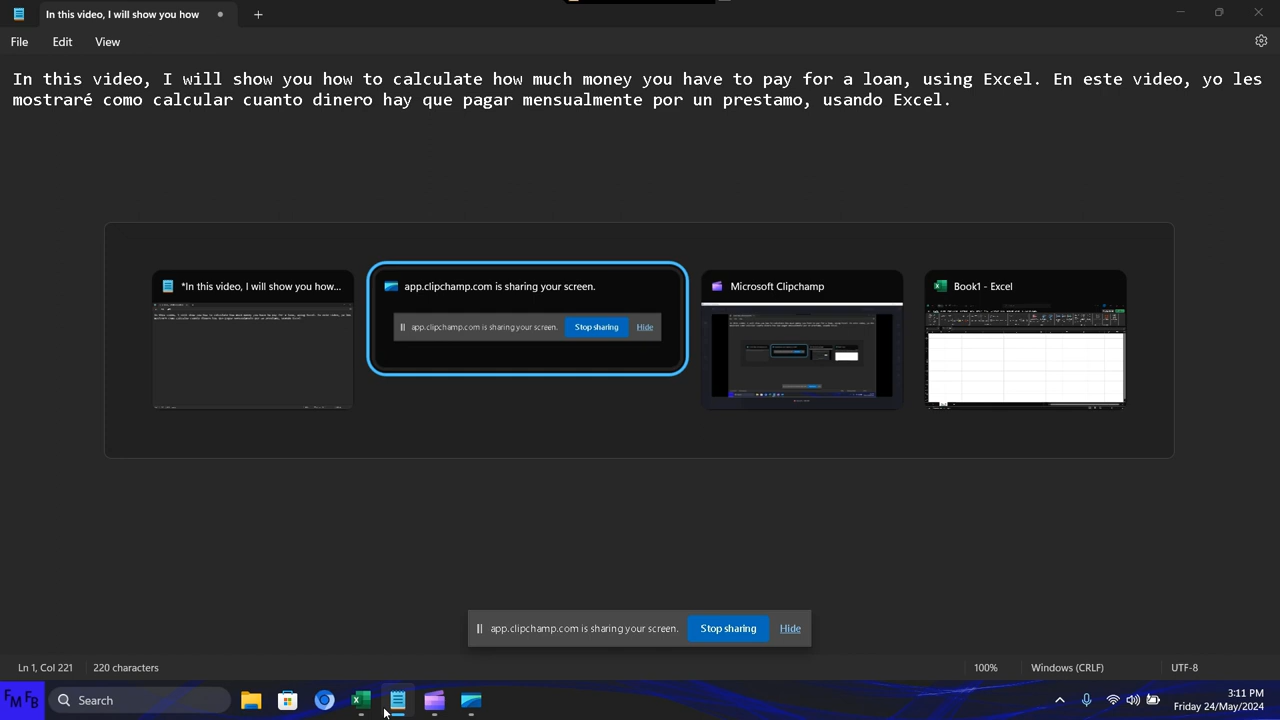 In this video, I will show you how
File
Edit
View
In this video, I will show you how to calculate how much money you have to pay for a loan, using Excel. En este video, yo les
mostraré como calcular cuanto dinero hay que pagar mensualmente por un prestamo, usando Excel.
*In this video, I will show you how...
app.clipchamp.com is sharing your screen.
Microsoft Clipchamp
Book1 - Excel
app.clipchamp.com is sharing your screen. Stop sharing Hide
app.clipchamp.com is sharing your screen. Stop sharing Hide
Ln 1, Col 221 220 characters 100% Windows (CRLF) UTF-8
FM FB
Search
3:11 PM
Friday 24/May/2024